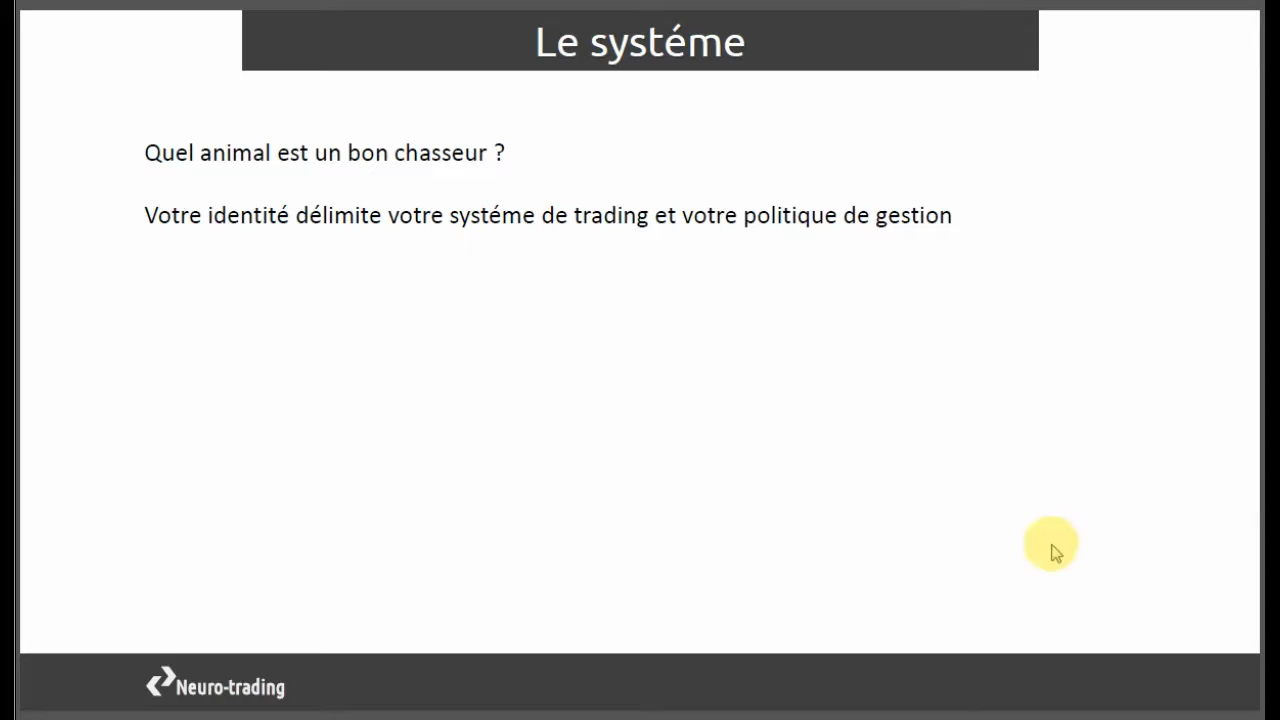 Le systéme
Quel animal est un bon chasseur ?
Votre identité délimite votre systéme de trading et votre politique de gestion
Neuro-trading